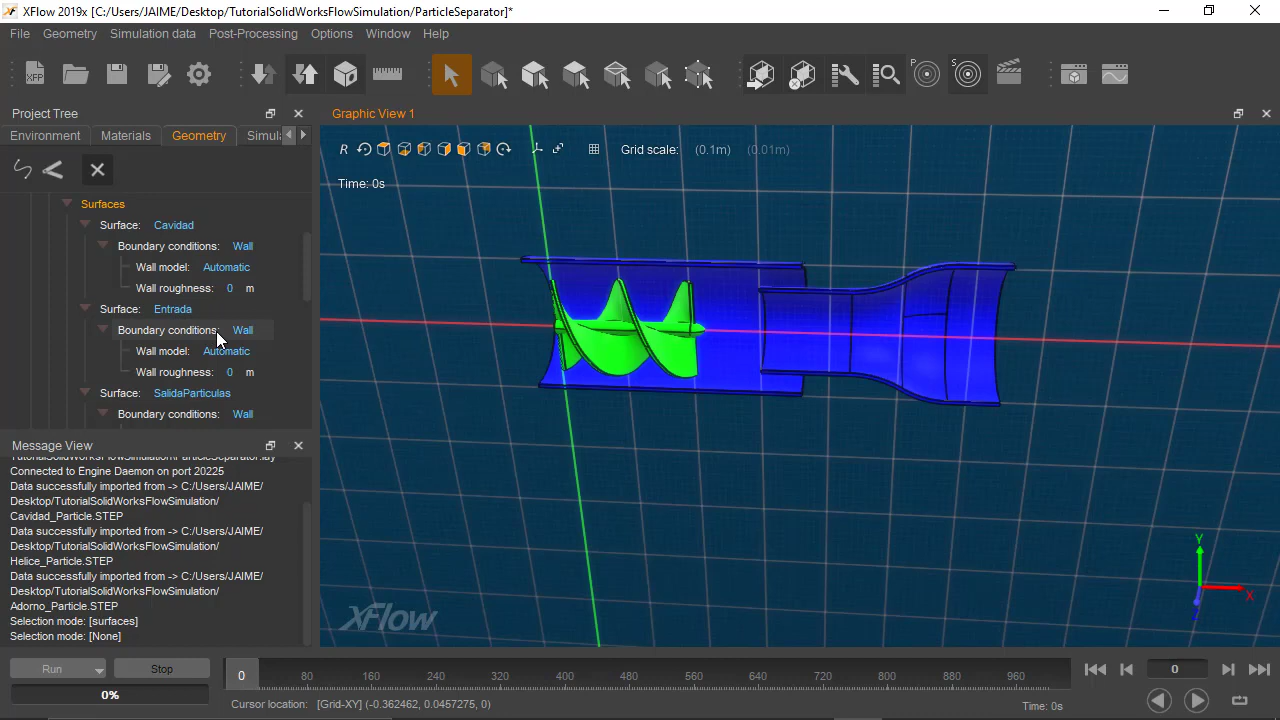 XFlow 2019x [C:/Users/JAIME/Desktop/TutorialSolidWorksFlowSimulation/ParticleSeparator]*
File Geometry Simulation data Post-Processing Options Window Help
XFP
P
S
Project Tree
Graphic View 1
Environment Materials Geometry Simula
R
Grid scale: (0.1m) (0.01m)
Time: 0s
Surfaces
Surface: Cavidad
Boundary conditions: Wall
Wall model: Automatic
Wall roughness: 0 m
Surface: Entrada
Boundary conditions: Wall
Wall model: Automatic
Wall roughness: 0 m
Surface: SalidaParticulas
Boundary conditions: Wall
Message View
TutorialSolidWorksFlowSimulation/ParticleSeparator.lay
Connected to Engine Daemon on port 20225
Data successfully imported from -> C:/Users/JAIME/
Desktop/TutorialSolidWorksFlowSimulation/
Cavidad_Particle.STEP
Data successfully imported from -> C:/Users/JAIME/
Desktop/TutorialSolidWorksFlowSimulation/
Helice_Particle.STEP
Data successfully imported from -> C:/Users/JAIME/
Desktop/TutorialSolidWorksFlowSimulation/
Adorno_Particle.STEP
Selection mode: [surfaces]
Selection mode: [None]
XFlow
Y
X
Z
Run Stop
0%
0 80 160 240 320 400 480 560 640 720 800 880 960
0
Cursor location: [Grid-XY] (-0.362462, 0.0457275, 0)
Time: 0s